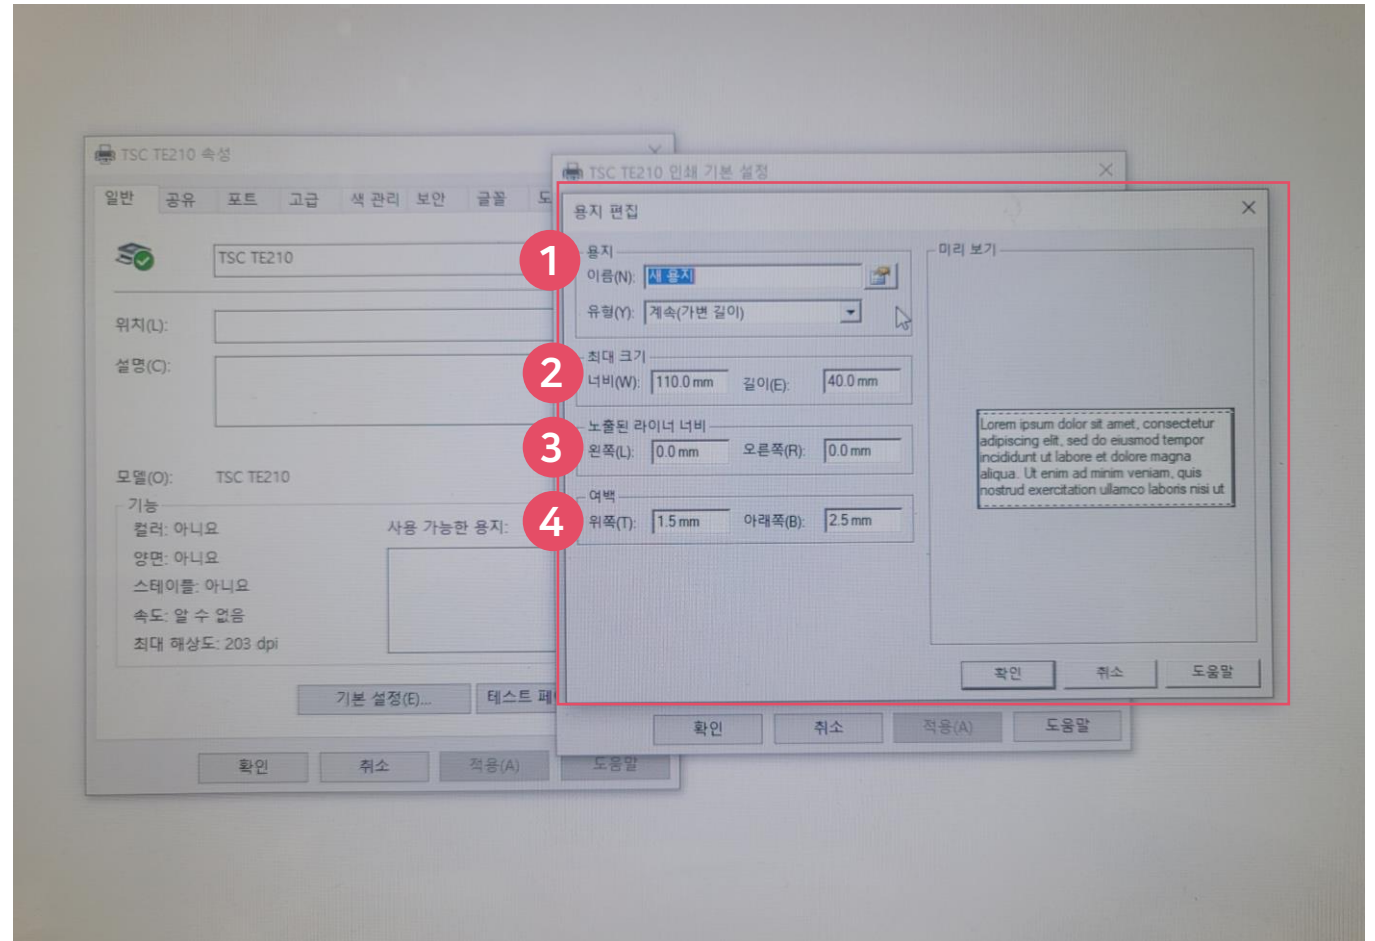 TSC TE210 속성
일반 공유 포트 고급 색 관리 보안 글꼴
TSC TE210
위치(L):
설명(C):
모델(O): TSC TE210
기능
컬러: 아니요
양면: 아니요
스테이플: 아니요
속도: 알 수 없음
최대 해상도: 203 dpi
사용 가능한 용지:
기본 설정(E)... 테스트
확인 취소 적용(A) 도움말
TSC TE210 인쇄 기본 설정
용지 편집
1
용지
이름(N): 새 용지
유형(Y): 계속(가변 길이)
2
최대 크기
너비(W): 110.0 mm 길이(E): 40.0 mm
3
노출된 라이너 너비
왼쪽(L): 0.0 mm 오른쪽(R): 0.0 mm
4
여백
위쪽(T): 1.5 mm 아래쪽(B): 2.5 mm
미리 보기
Lorem ipsum dolor sit amet, consectetur
adipiscing elit, sed do eiusmod tempor
incididunt ut labore et dolore magna
aliqua. Ut enim ad minim veniam, quis
nostrud exercitation ullamco laboris nisi ut
확인 취소 도움말
확인 취소 적용(A) 도움말